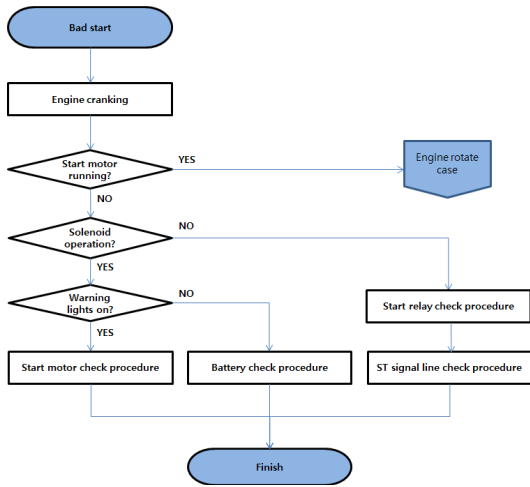 Bad start
Engine cranking
Start motor
running?
YES
Engine rotate
case
NO
Solenoid
operation?
NO
YES
Warning
lights on?
NO
Start relay check procedure
YES
Start motor check procedure
Battery check procedure
ST signal line check procedure
Finish